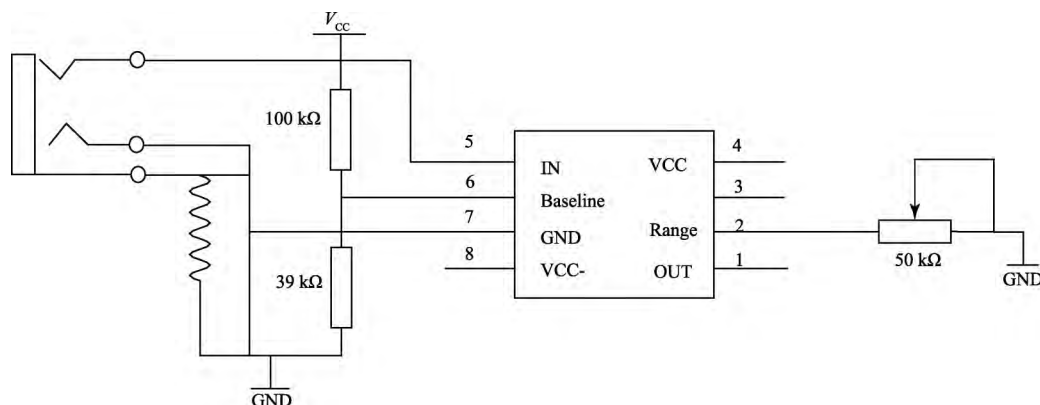 VCC
100 kΩ
39 kΩ
GND
5
6
7
8
IN
Baseline
GND
VCC-
VCC
Range
OUT
4
3
2
1
50 kΩ
GND